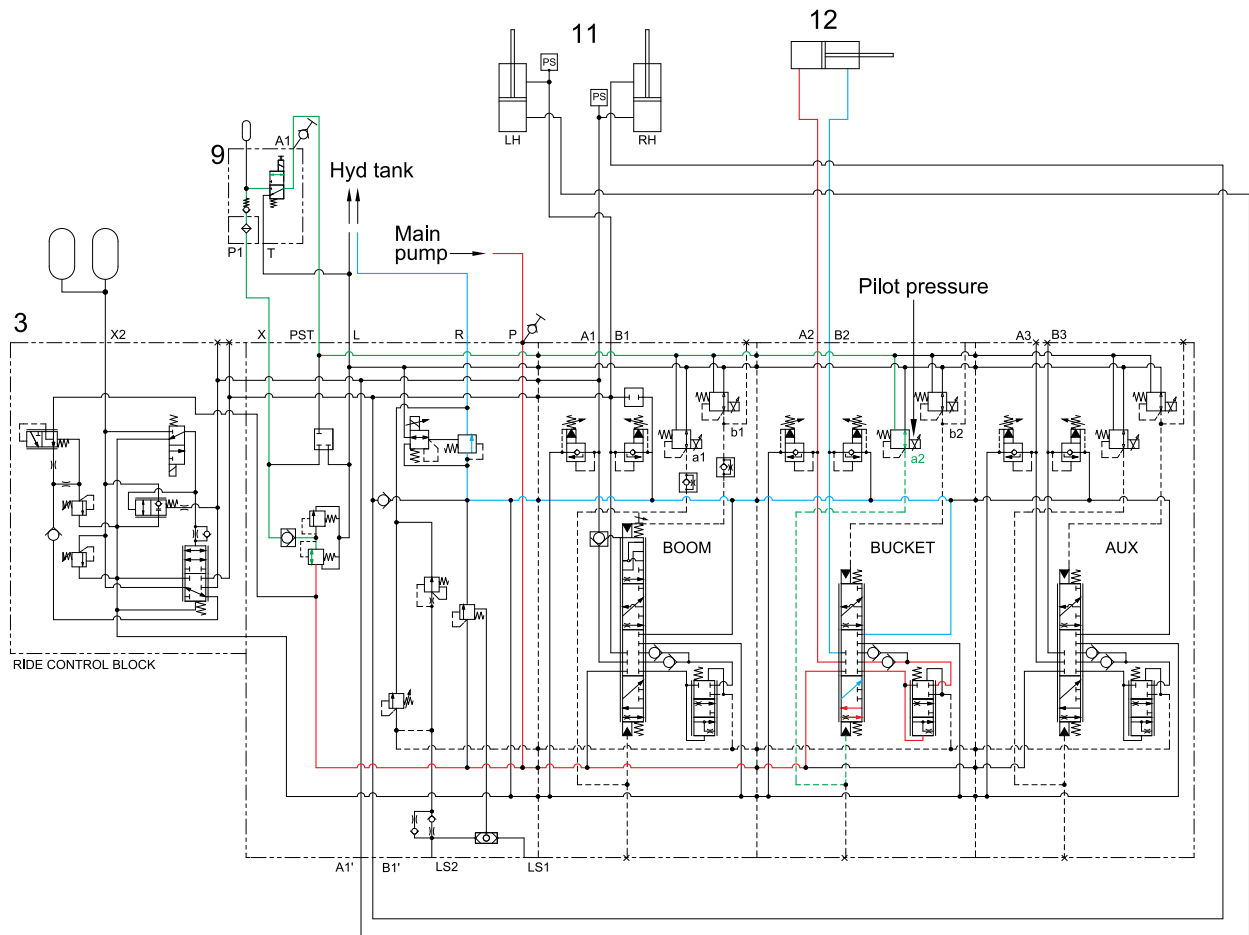 11
12
PS
PS
LH
RH
9
A1
Hyd tank
P1
T
Main
pump
Pilot pressure
3
X2
X
PST
L
R
P
A1
B1
A2
B2
A3
B3
b1
b2
a1
a2
BOOM
BUCKET
AUX
RIDE CONTROL BLOCK
A1'
B1'
LS2
LS1